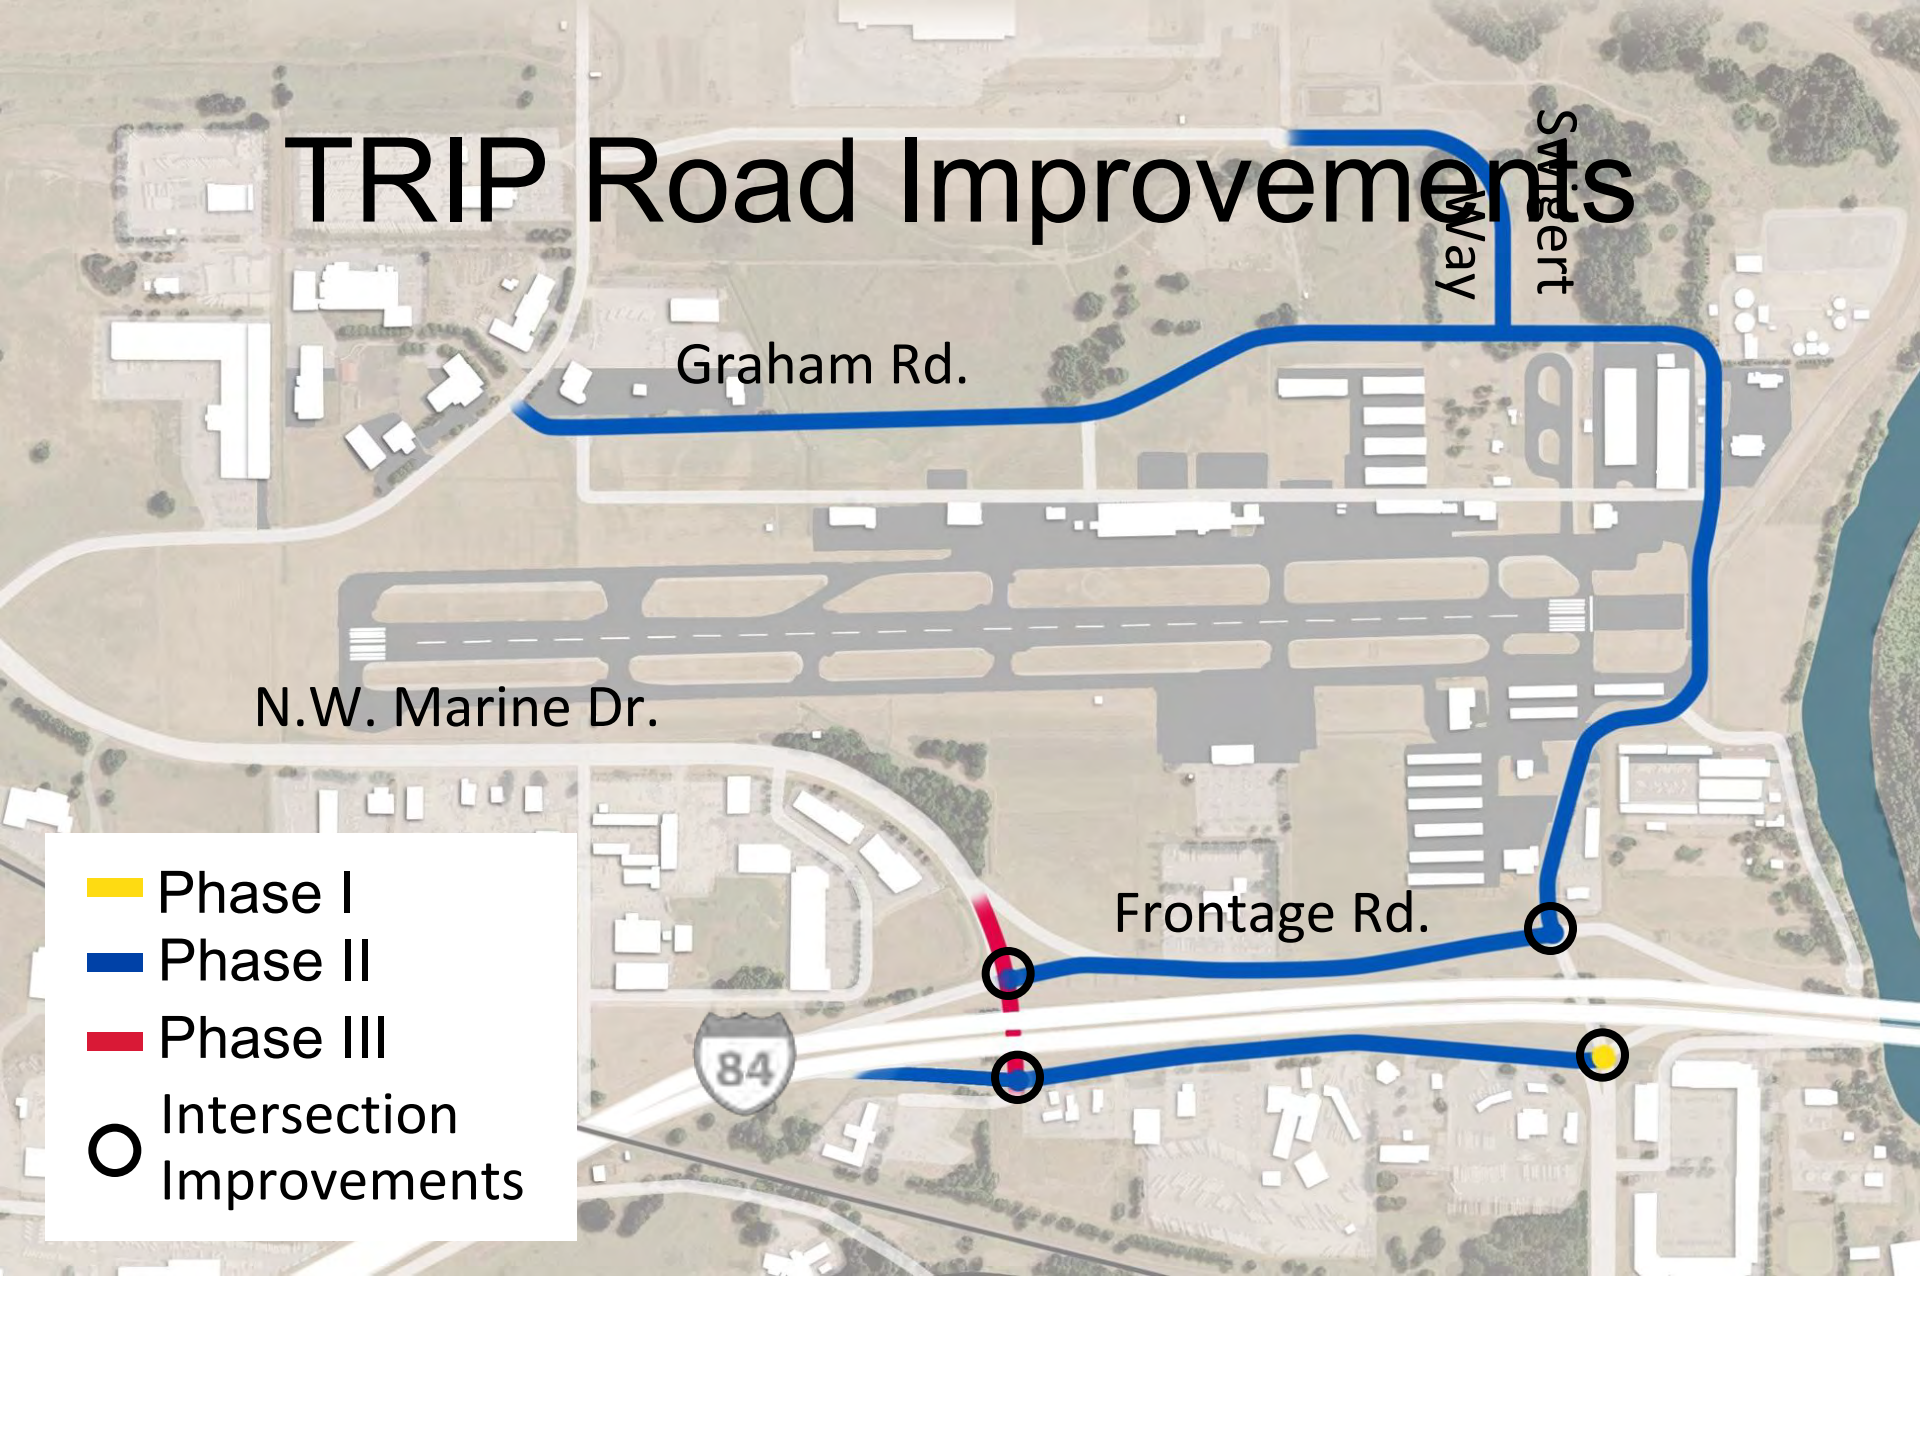 TRIP Road Improvements
Swigert
Way
Graham Rd.
N.W. Marine Dr.
Frontage Rd.
84
Phase I
Phase II
Phase III
Intersection
Improvements